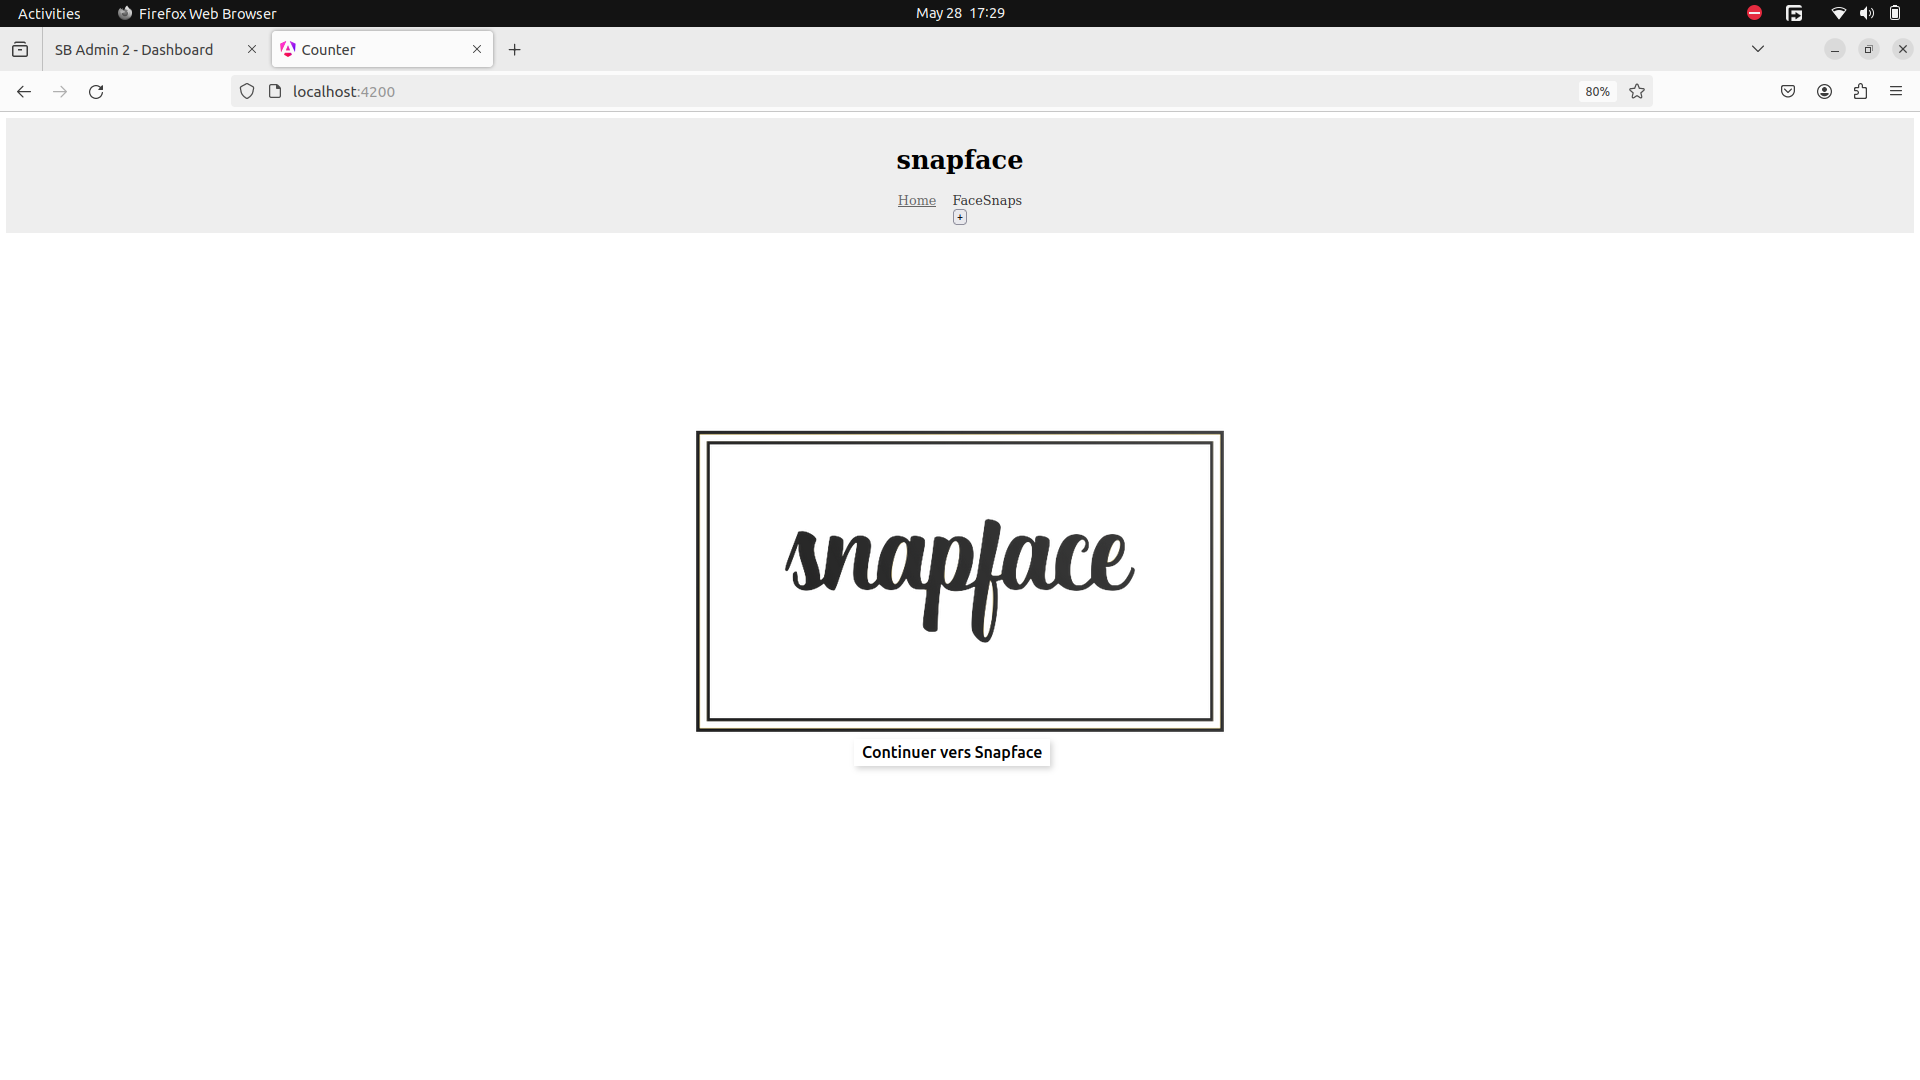 Activities Firefox Web Browser May 28 17:29
SB Admin 2 - Dashboard Counter
localhost:4200 80%
snapface
Home FaceSnaps
+
snapface
Continuer vers Snapface